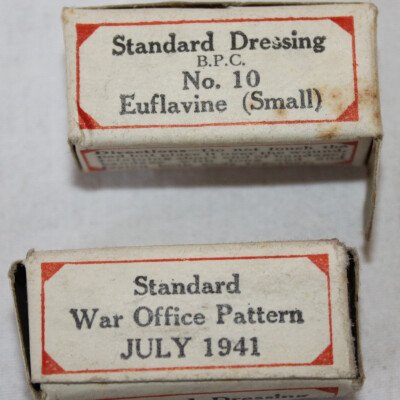 Standard Dressing
B.P.C.
No. 10
Euflavine (Small)
Standard
War Office Pattern
JULY 1941